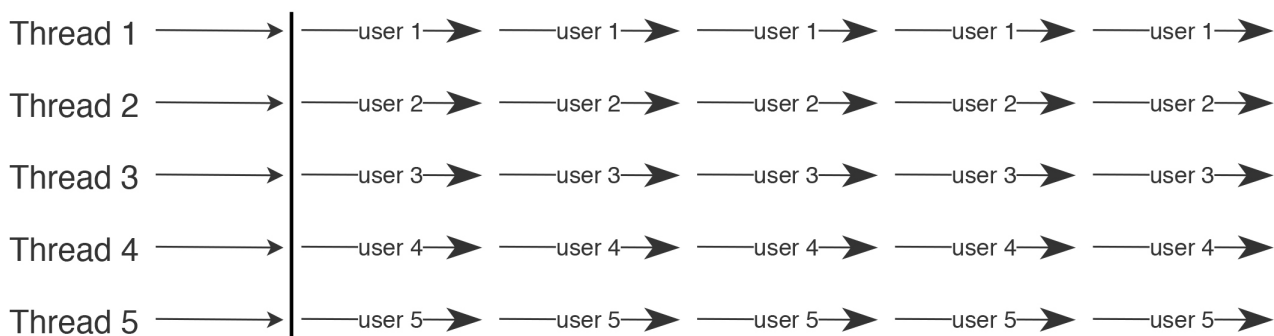 Thread 1 user 1 user 1 user 1 user 1 user 1
Thread 2 user 2 user 2 user 2 user 2 user 2
Thread 3 user 3 user 3 user 3 user 3 user 3
Thread 4 user 4 user 4 user 4 user 4 user 4
Thread 5 user 5 user 5 user 5 user 5 user 5